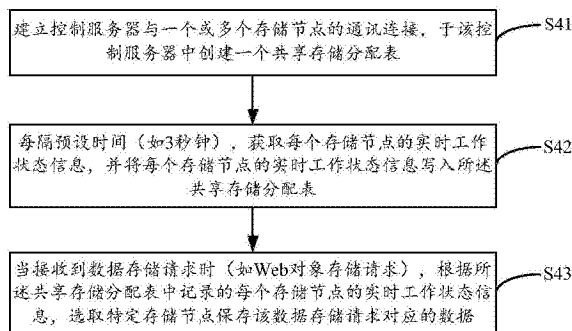 建立控制服务器与一个或多个存储节点的通讯连接，于该控
制服务器中创建一个共享存储分配表
S41
每隔预设时间（如3秒钟），获取每个存储节点的实时工作
状态信息，并将每个存储节点的实时工作状态信息写入所述
共享存储分配表
S42
当接收到数据存储请求时（如Web对象存储请求），根据所
述共享存储分配表中记录的每个存储节点的实时工作状态信
息，选取特定存储节点保存该数据存储请求对应的数据
S43